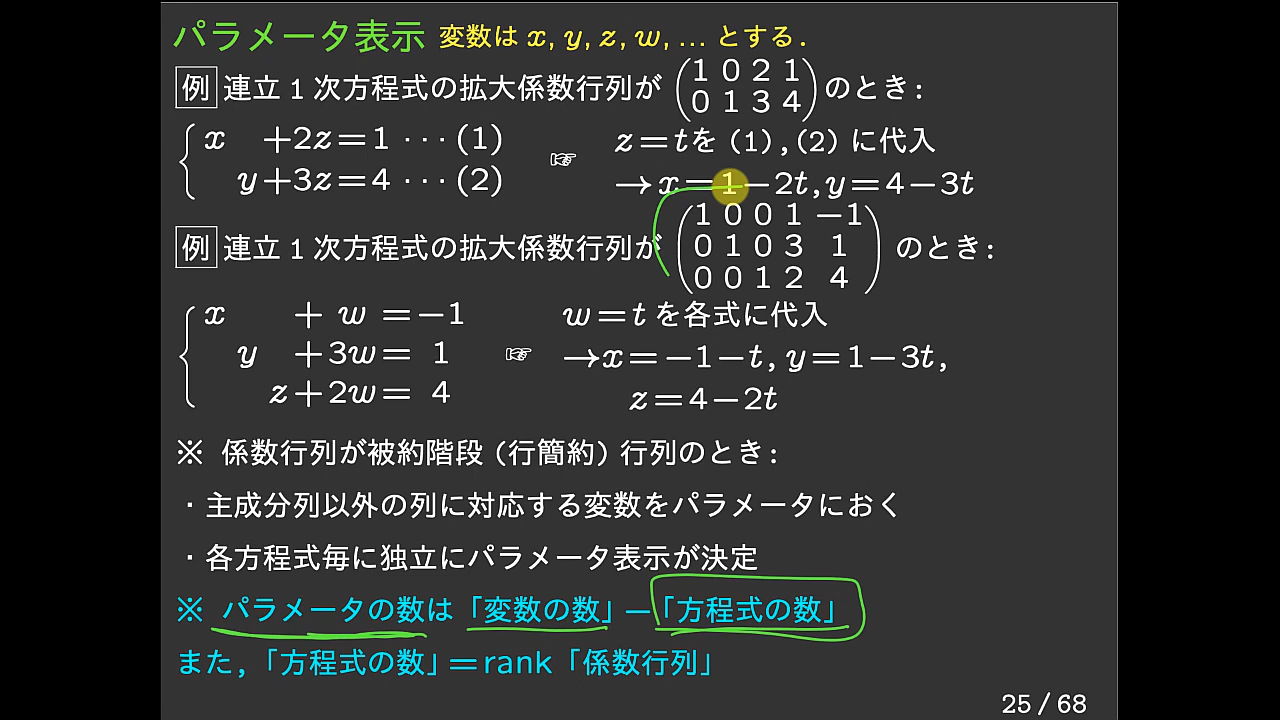 パラメータ表示 変数は x, y, z, w, … とする.
例 連立 1 次方程式の拡大係数行列が (1 0 2 1
0 1 3 4) のとき:
x +2z=1 ···(1) ☞ z=tを (1),(2) に代入
y+3z=4 ···(2) →x=1−2t, y=4−3t
例 連立 1 次方程式の拡大係数行列が (1 0 0 1 −1
0 1 0 3 1
0 0 1 2 4) のとき:
x + w =−1 w=t を各式に代入
y +3w= 1 ☞ →x=−1−t, y=1−3t,
z+2w= 4 z=4−2t
※ 係数行列が被約階段 (行簡約) 行列のとき:
・主成分列以外の列に対応する変数をパラメータにおく
・各方程式毎に独立にパラメータ表示が決定
※ パラメータの数は「変数の数」−「方程式の数」
また,「方程式の数」=rank「係数行列」
25 / 68